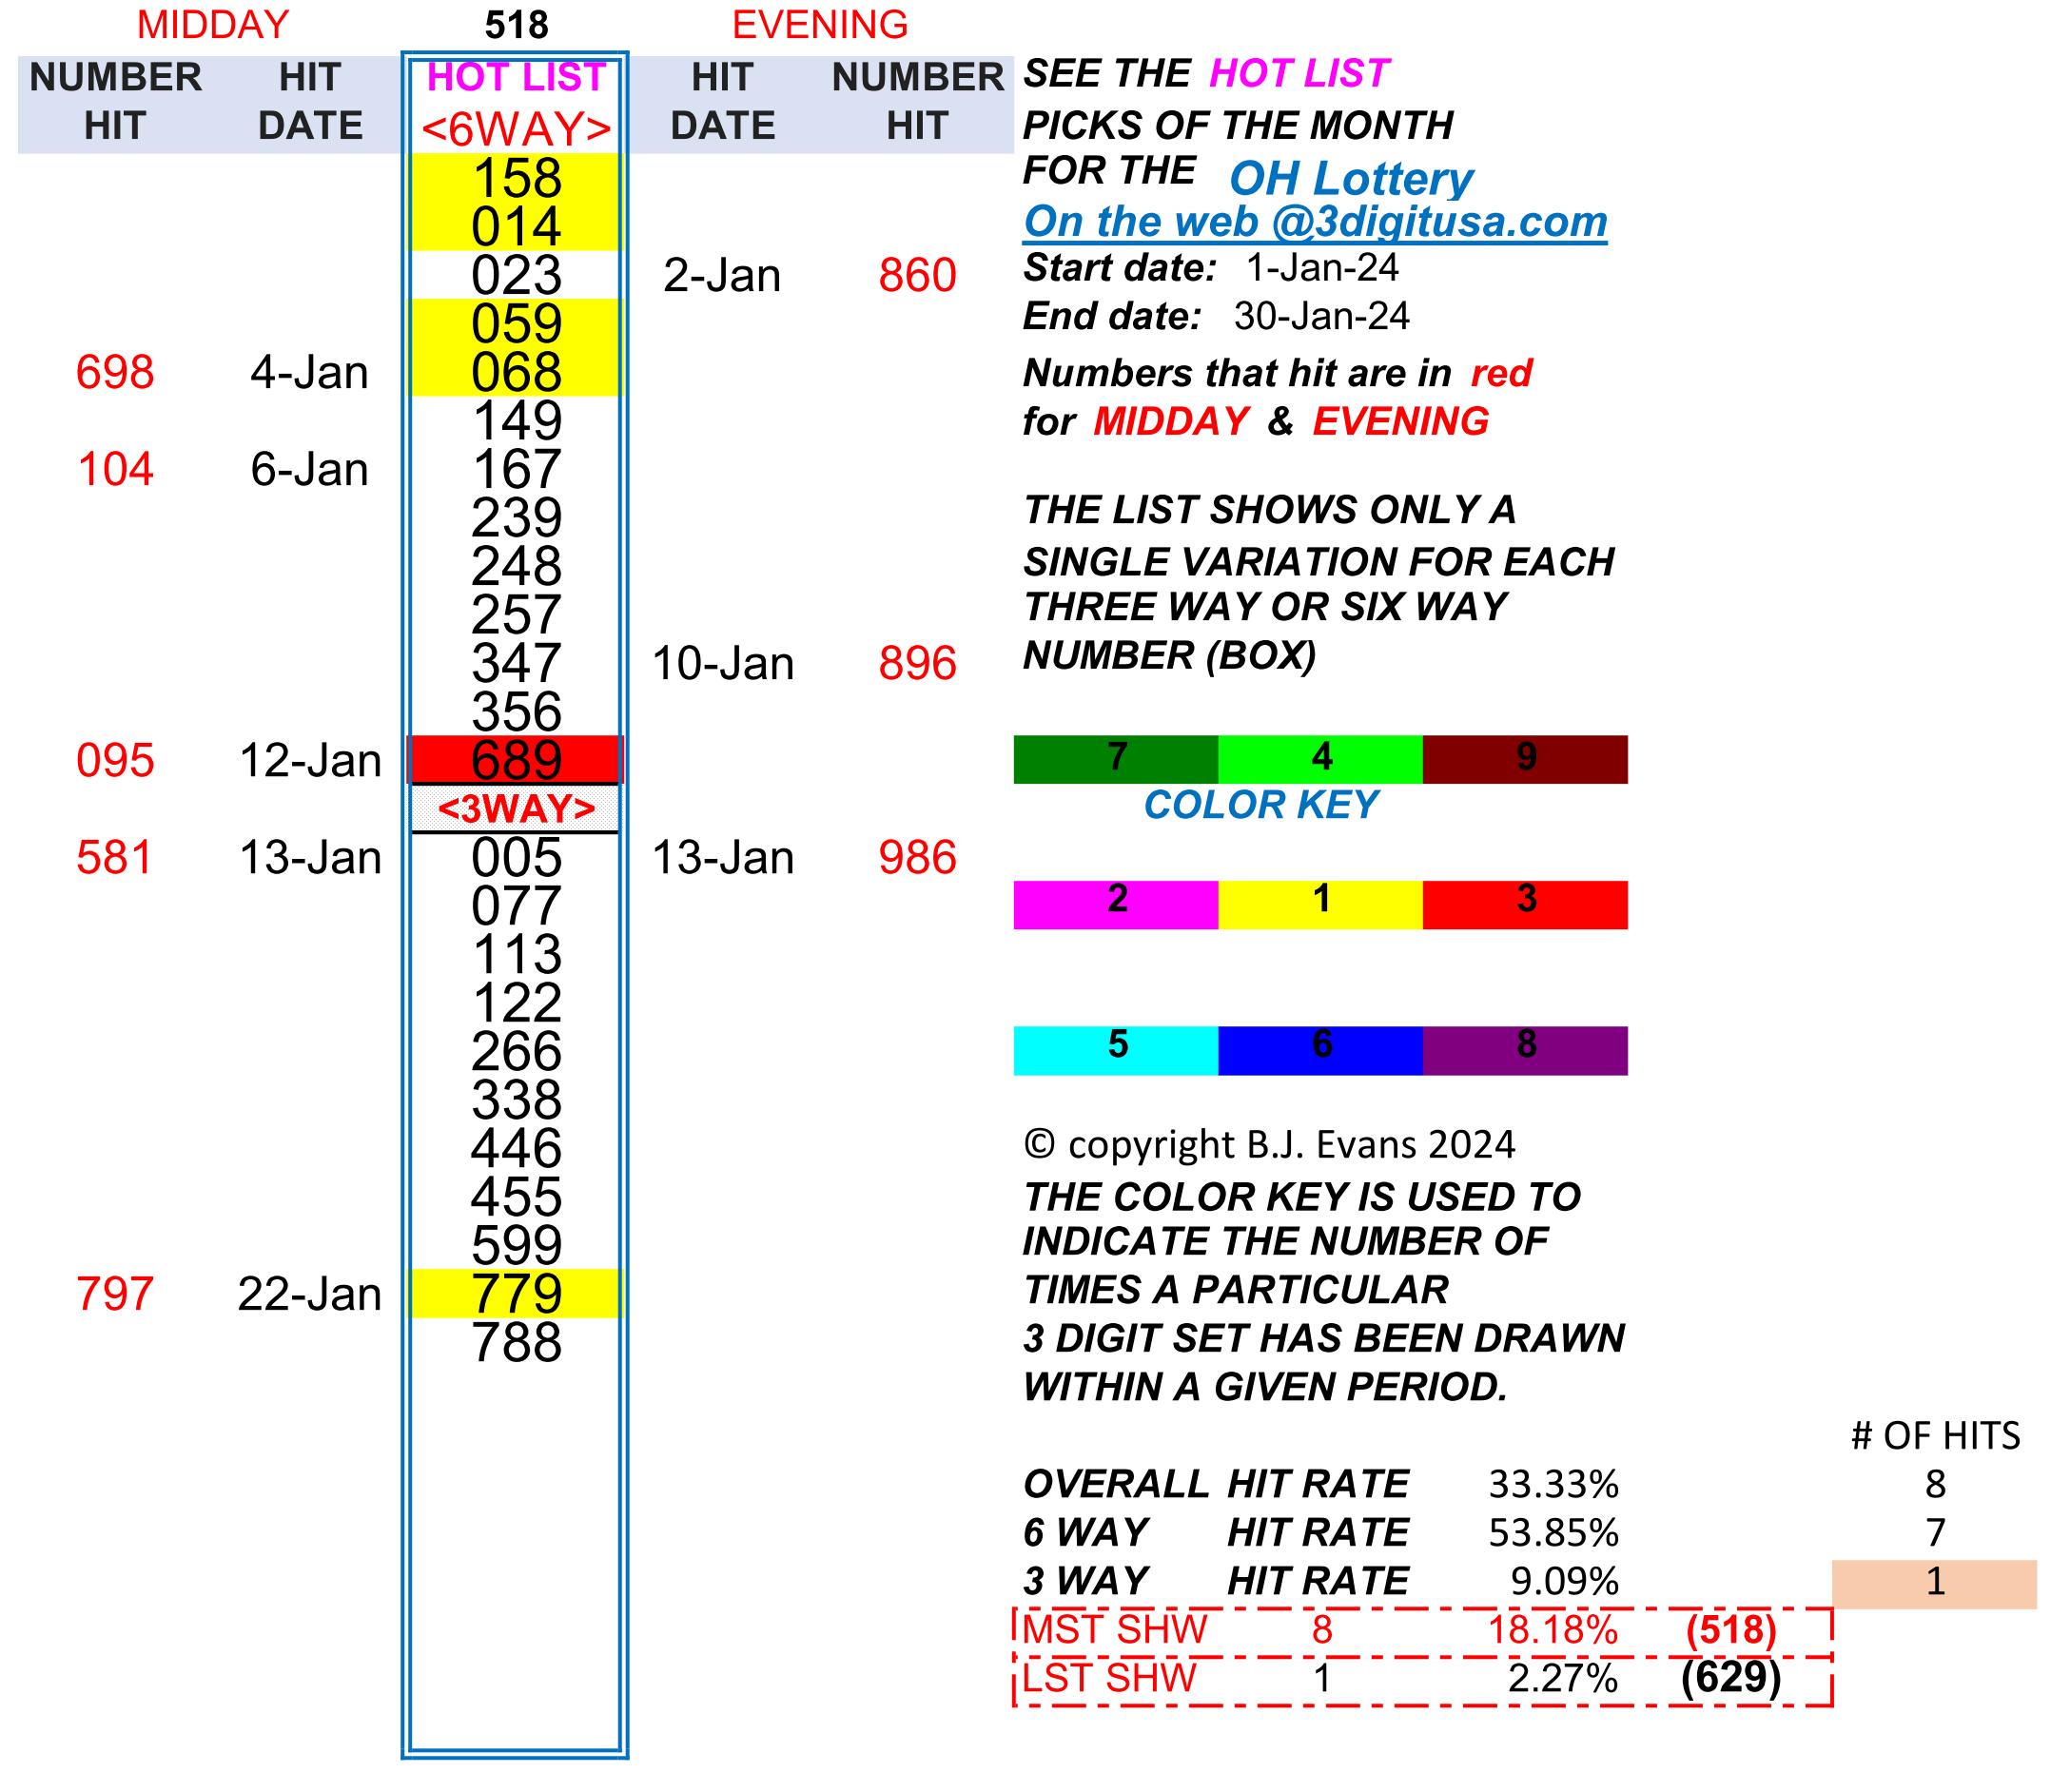 MIDDAY 518 EVENING
NUMBER HIT HOT LIST HIT NUMBER SEE THE HOT LIST
HIT DATE <6WAY> DATE HIT PICKS OF THE MONTH
158 FOR THE OH Lottery
014 On the web @3digitusa.com
023 2-Jan 860 Start date: 1-Jan-24
059 End date: 30-Jan-24
698 4-Jan 068 Numbers that hit are in red
149 for MIDDAY & EVENING
104 6-Jan 167
239 THE LIST SHOWS ONLY A
248 SINGLE VARIATION FOR EACH
257 THREE WAY OR SIX WAY
347 10-Jan 896 NUMBER (BOX)
356
095 12-Jan 689 7 4 9
<3WAY> COLOR KEY
581 13-Jan 005 13-Jan 986
077 2 1 3
113
122
266 5 6 8
338
446 © copyright B.J. Evans 2024
455 THE COLOR KEY IS USED TO
599 INDICATE THE NUMBER OF
797 22-Jan 779 TIMES A PARTICULAR
788 3 DIGIT SET HAS BEEN DRAWN
WITHIN A GIVEN PERIOD.
# OF HITS
OVERALL HIT RATE 33.33% 8
6 WAY HIT RATE 53.85% 7
3 WAY HIT RATE 9.09% 1
MST SHW 8 18.18% (518)
LST SHW 1 2.27% (629)